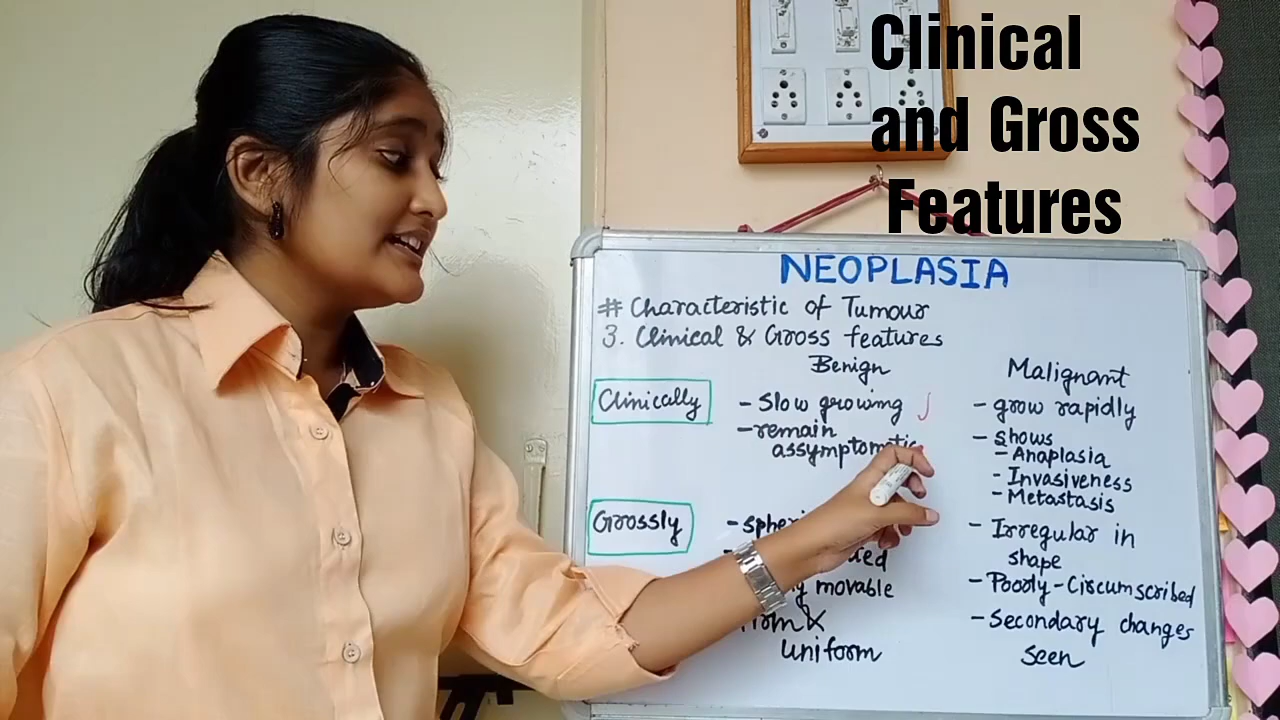 Clinical
and Gross
Features
NEOPLASIA
# Characteristic of Tumour
3. Clinical & Gross features
Benign
Malignant
Clinically
- Slow growing
- remain
assymptomatic
- grow rapidly
- shows
- Anaplasia
- Invasiveness
- Metastasis
Grossly
movable
uniform
- Irregular in
shape
- Poorly-Circumscribed
- Secondary changes
seen